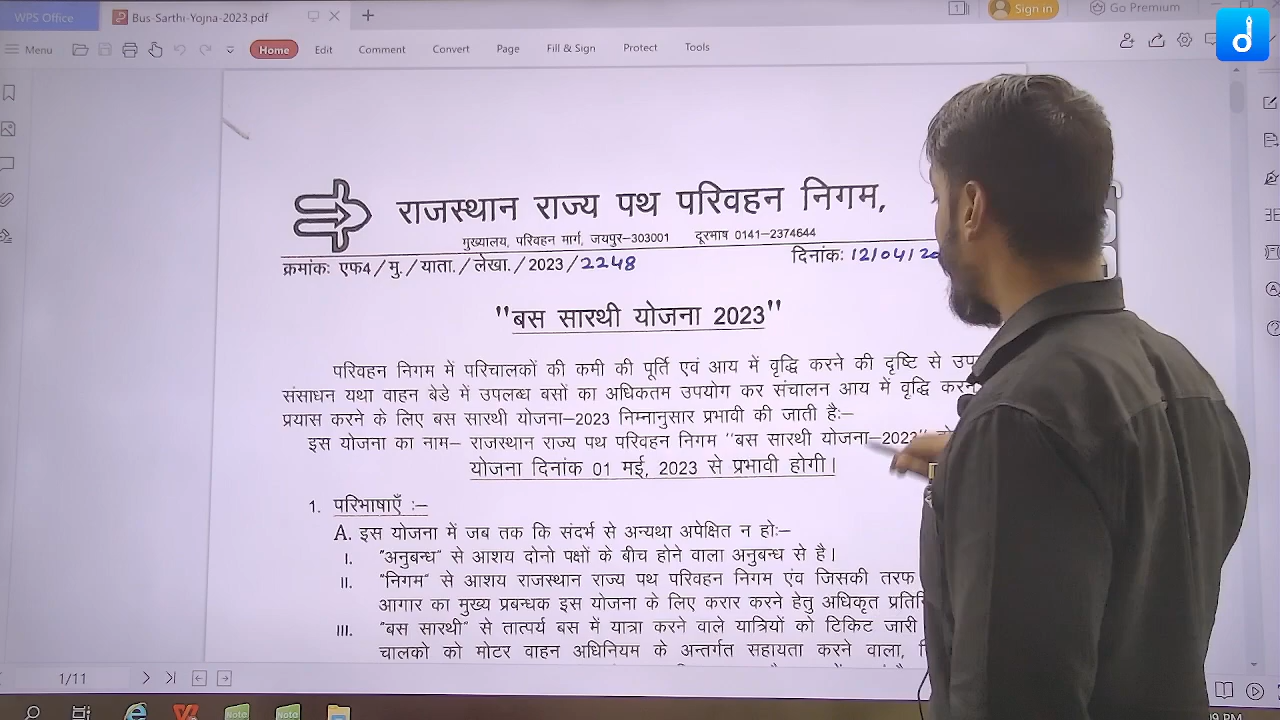 WPS Office
Bus-Sarthi-Yojna-2023.pdf
Sign in
Go Premium
Menu
Home
Edit
Comment
Convert
Page
Fill & Sign
Protect
Tools
राजस्थान राज्य पथ परिवहन निगम,
मुख्यालय, परिवहन मार्ग, जयपुर-303001 दूरभाष 0141-2374644
क्रमांकः एफ4/मु./याता./लेखा./2023/2248
दिनांकः 12/04/20
"बस सारथी योजना 2023"
परिवहन निगम में परिचालकों की कमी की पूर्ति एवं आय में वृद्धि करने की दृष्टि से
संसाधन यथा वाहन बेडे में उपलब्ध बसों का अधिकतम उपयोग कर संचालन आय में वृद्धि
प्रयास करने के लिए बस सारथी योजना-2023 निम्नानुसार प्रभावी की जाती हैः-
इस योजना का नाम- राजस्थान राज्य पथ परिवहन निगम "बस सारथी योजना-2023"
योजना दिनांक 01 मई, 2023 से प्रभावी होगी।
1. परिभाषाएँ :-
A. इस योजना में जब तक कि संदर्भ से अन्यथा अपेक्षित न होः-
I. "अनुबन्ध" से आशय दोनो पक्षों के बीच होने वाला अनुबन्ध से है।
II. "निगम" से आशय राजस्थान राज्य पथ परिवहन निगम एंव जिसकी तरफ
आगार का मुख्य प्रबन्धक इस योजना के लिए करार करने हेतु अधिकृत
III. "बस सारथी" से तात्पर्य बस में यात्रा करने वाले यात्रियों को टिकिट जारी
चालको को मोटर वाहन अधिनियम के अन्तर्गत सहायता करने वाला,
1/11